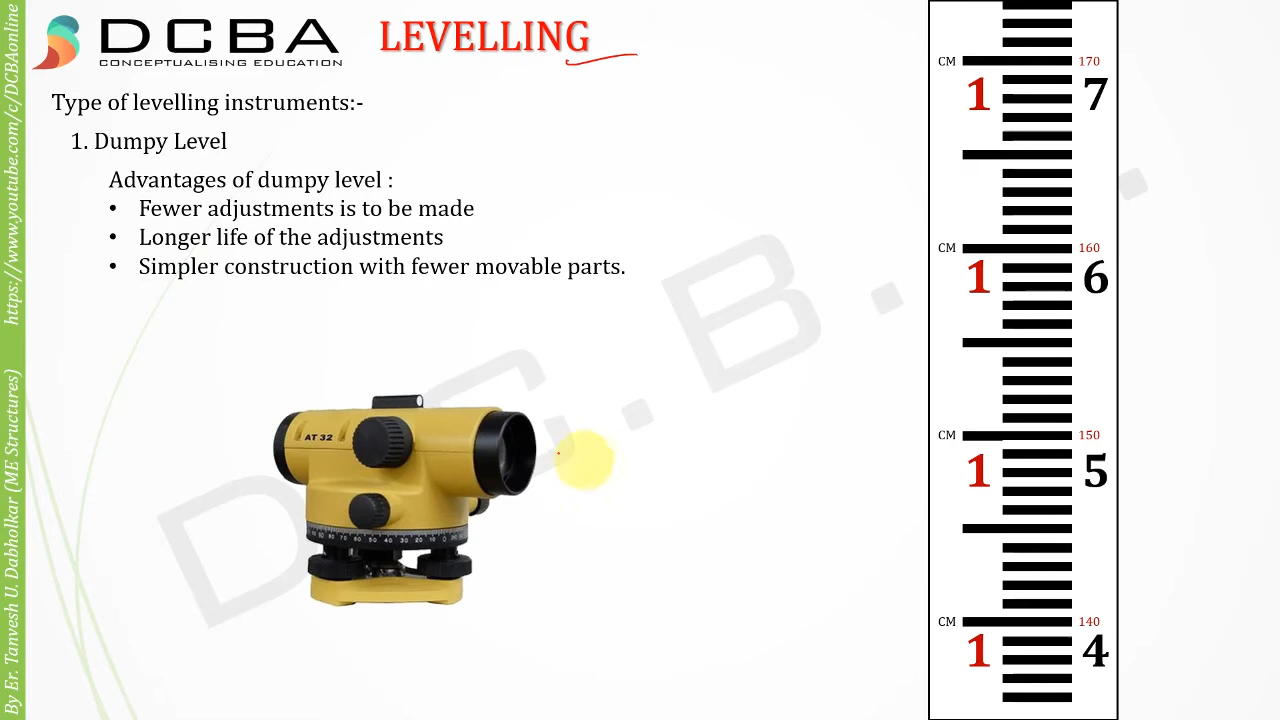 By Er. Tanvesh U. Dabholkar (ME Structures) https://www.youtube.com/c/DCBAonline
DCBA
CONCEPTUALISING EDUCATION
LEVELLING
Type of levelling instruments:-
1. Dumpy Level
Advantages of dumpy level :
• Fewer adjustments is to be made
• Longer life of the adjustments
• Simpler construction with fewer movable parts.
D.C.B.
AT 32
CM 170
1 7
CM 160
1 6
CM 150
1 5
CM 140
1 4